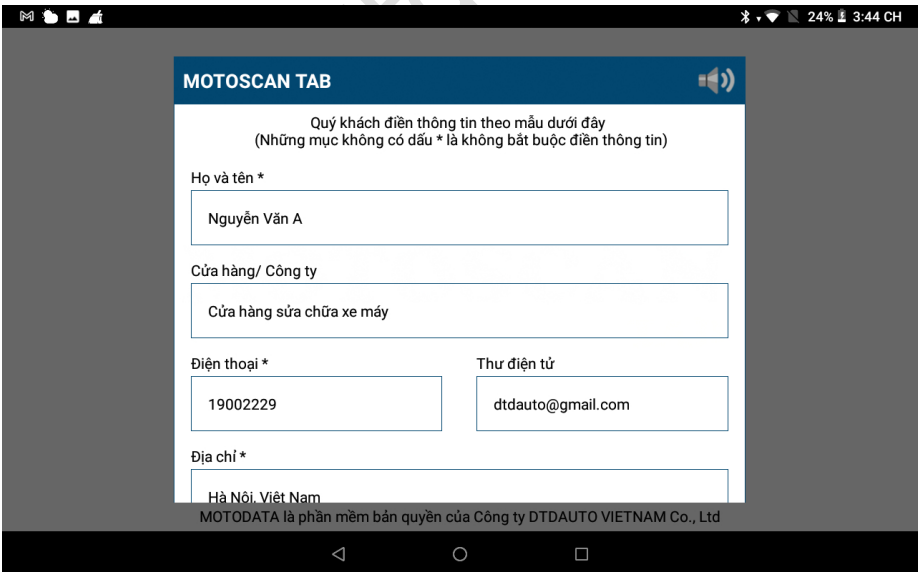 24% 3:44 CH
MOTOSCAN TAB
Quý khách điền thông tin theo mẫu dưới đây
(Những mục không có dấu * là không bắt buộc điền thông tin)
Họ và tên *
Nguyễn Văn A
Cửa hàng/ Công ty
Cửa hàng sửa chữa xe máy
Điện thoại *
Thư điện tử
19002229
dtdauto@gmail.com
Địa chỉ *
Hà Nội, Việt Nam
MOTODATA là phần mềm bản quyền của Công ty DTDAUTO VIETNAM Co., Ltd